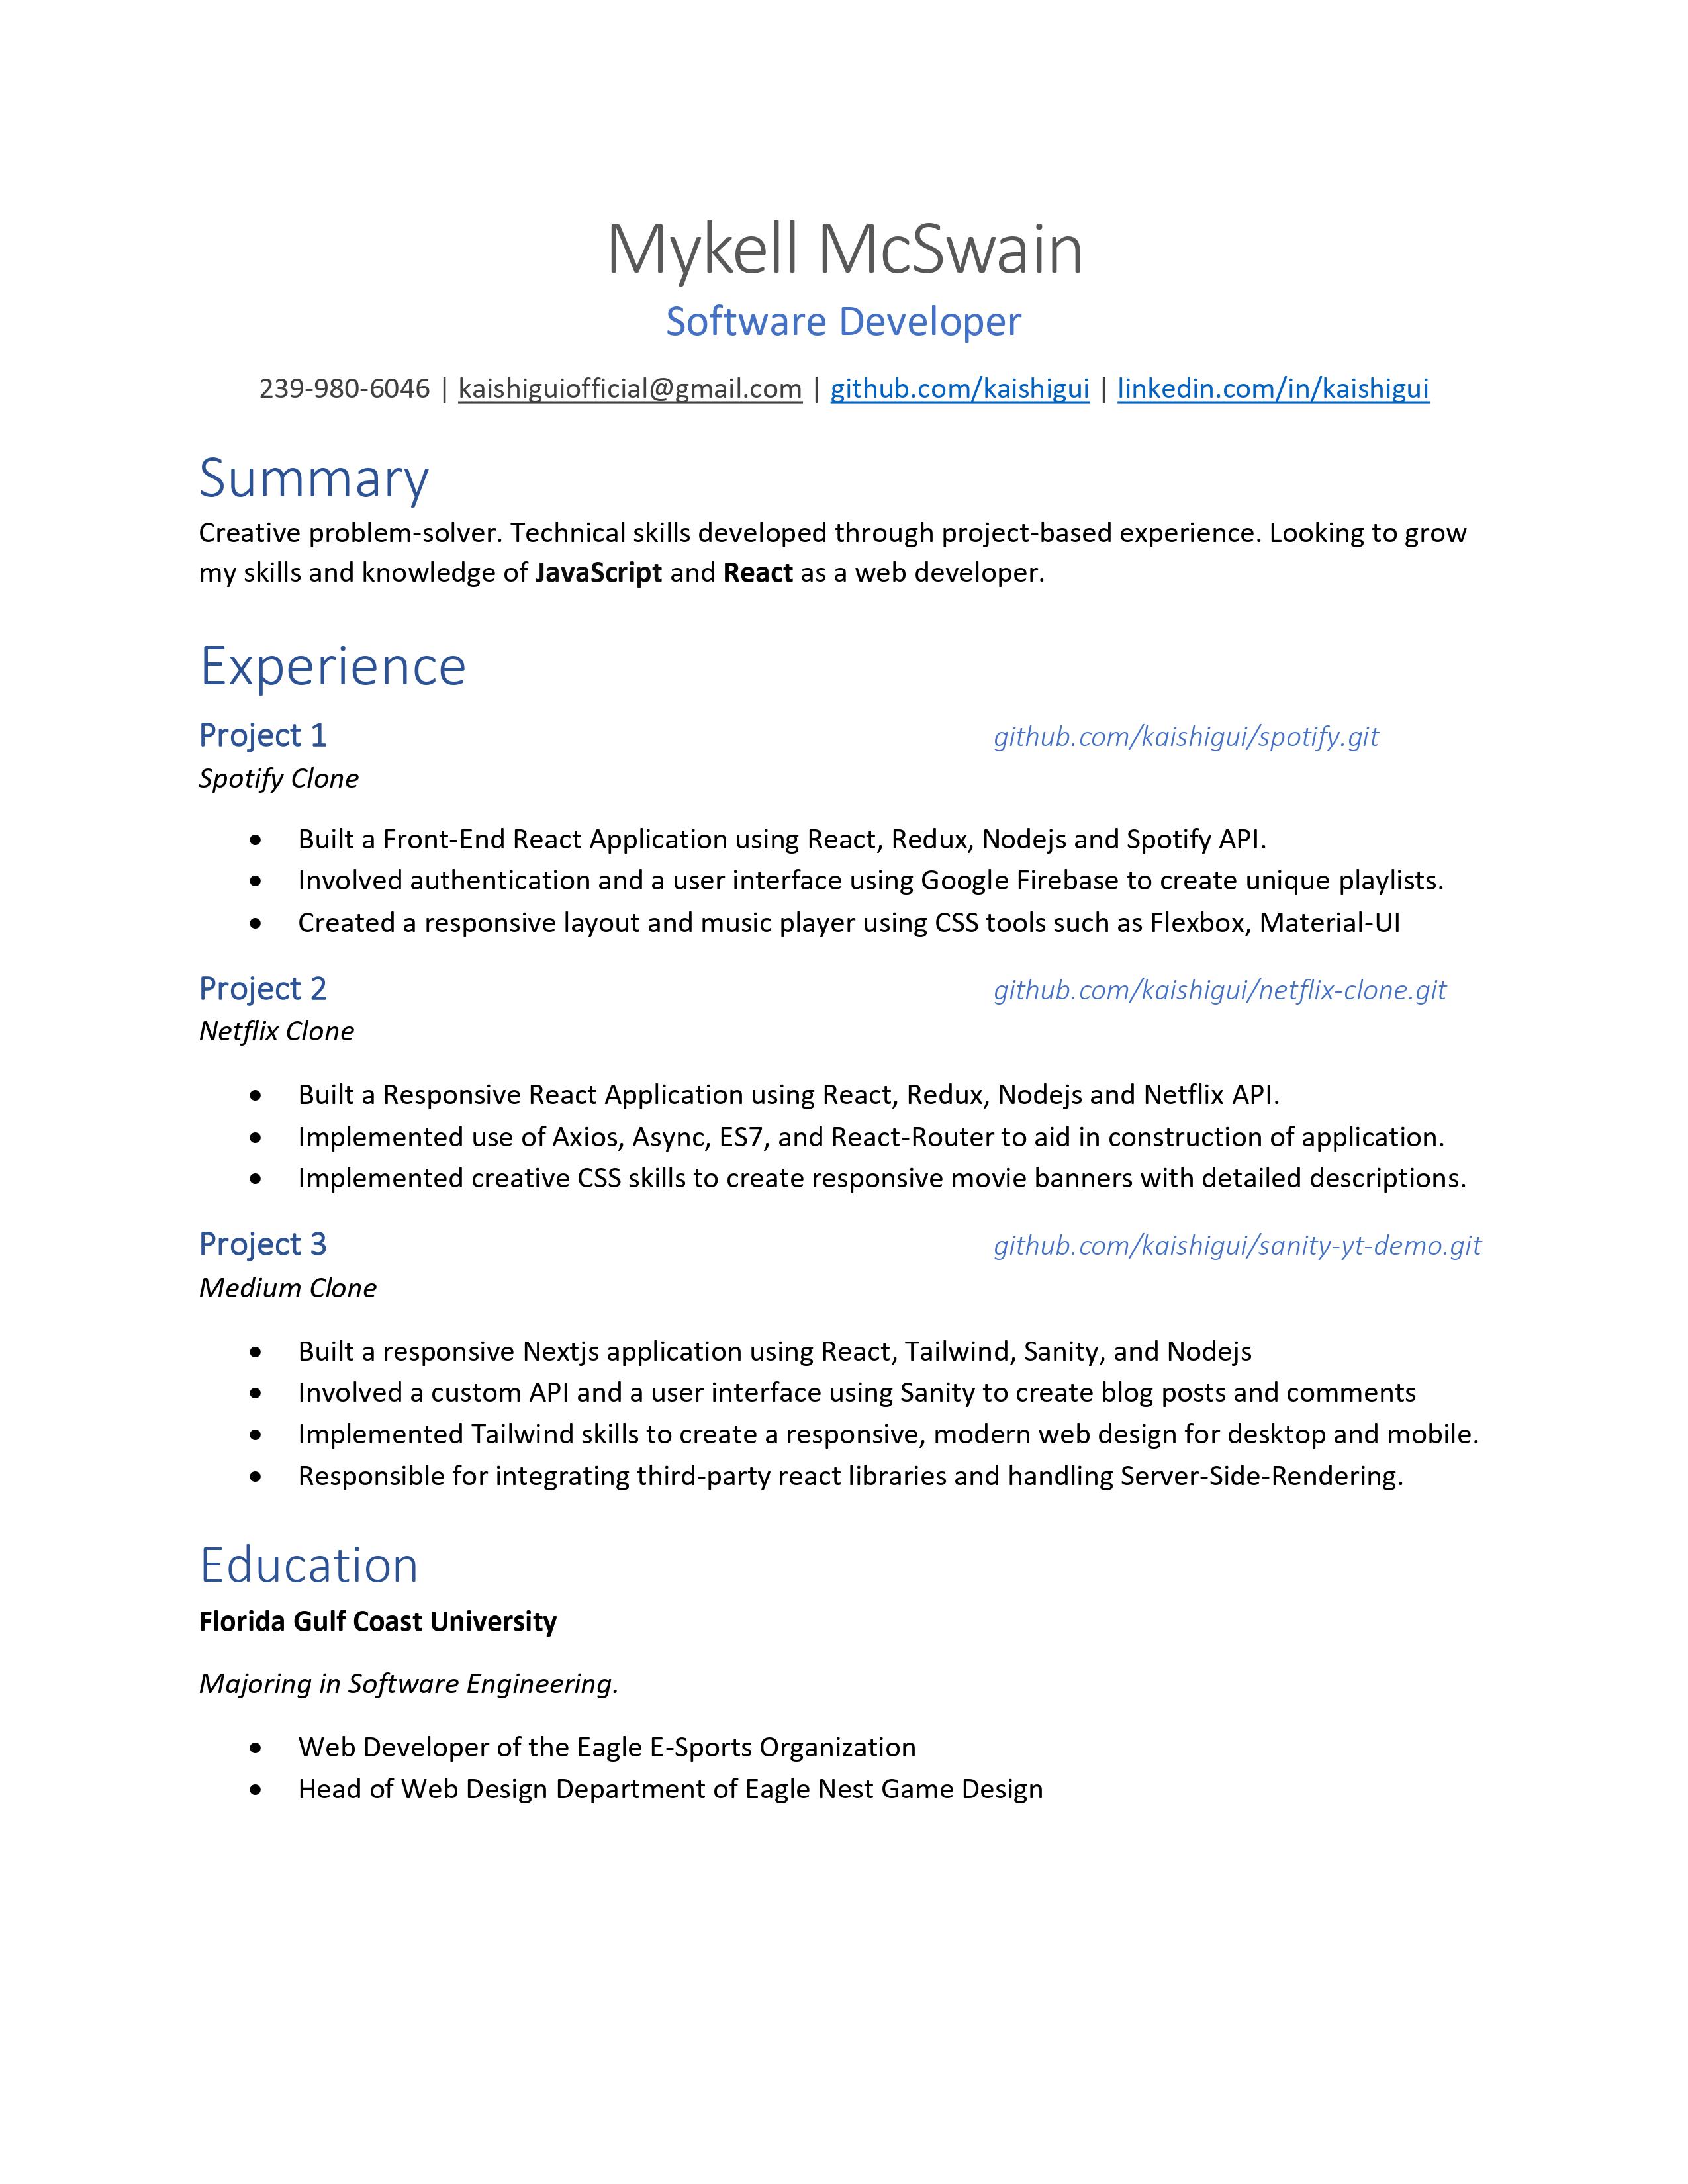 Mykell McSwain
Software Developer
239-980-6046 | kaishiguiofficial@gmail.com | github.com/kaishigui | linkedin.com/in/kaishigui
Summary
Creative problem-solver. Technical skills developed through project-based experience. Looking to grow
my skills and knowledge of JavaScript and React as a web developer.
Experience
Project 1 github.com/kaishigui/spotify.git
Spotify Clone
• Built a Front-End React Application using React, Redux, Nodejs and Spotify API.
• Involved authentication and a user interface using Google Firebase to create unique playlists.
• Created a responsive layout and music player using CSS tools such as Flexbox, Material-UI
Project 2 github.com/kaishigui/netflix-clone.git
Netflix Clone
• Built a Responsive React Application using React, Redux, Nodejs and Netflix API.
• Implemented use of Axios, Async, ES7, and React-Router to aid in construction of application.
• Implemented creative CSS skills to create responsive movie banners with detailed descriptions.
Project 3 github.com/kaishigui/sanity-yt-demo.git
Medium Clone
• Built a responsive Nextjs application using React, Tailwind, Sanity, and Nodejs
• Involved a custom API and a user interface using Sanity to create blog posts and comments
• Implemented Tailwind skills to create a responsive, modern web design for desktop and mobile.
• Responsible for integrating third-party react libraries and handling Server-Side-Rendering.
Education
Florida Gulf Coast University
Majoring in Software Engineering.
• Web Developer of the Eagle E-Sports Organization
• Head of Web Design Department of Eagle Nest Game Design